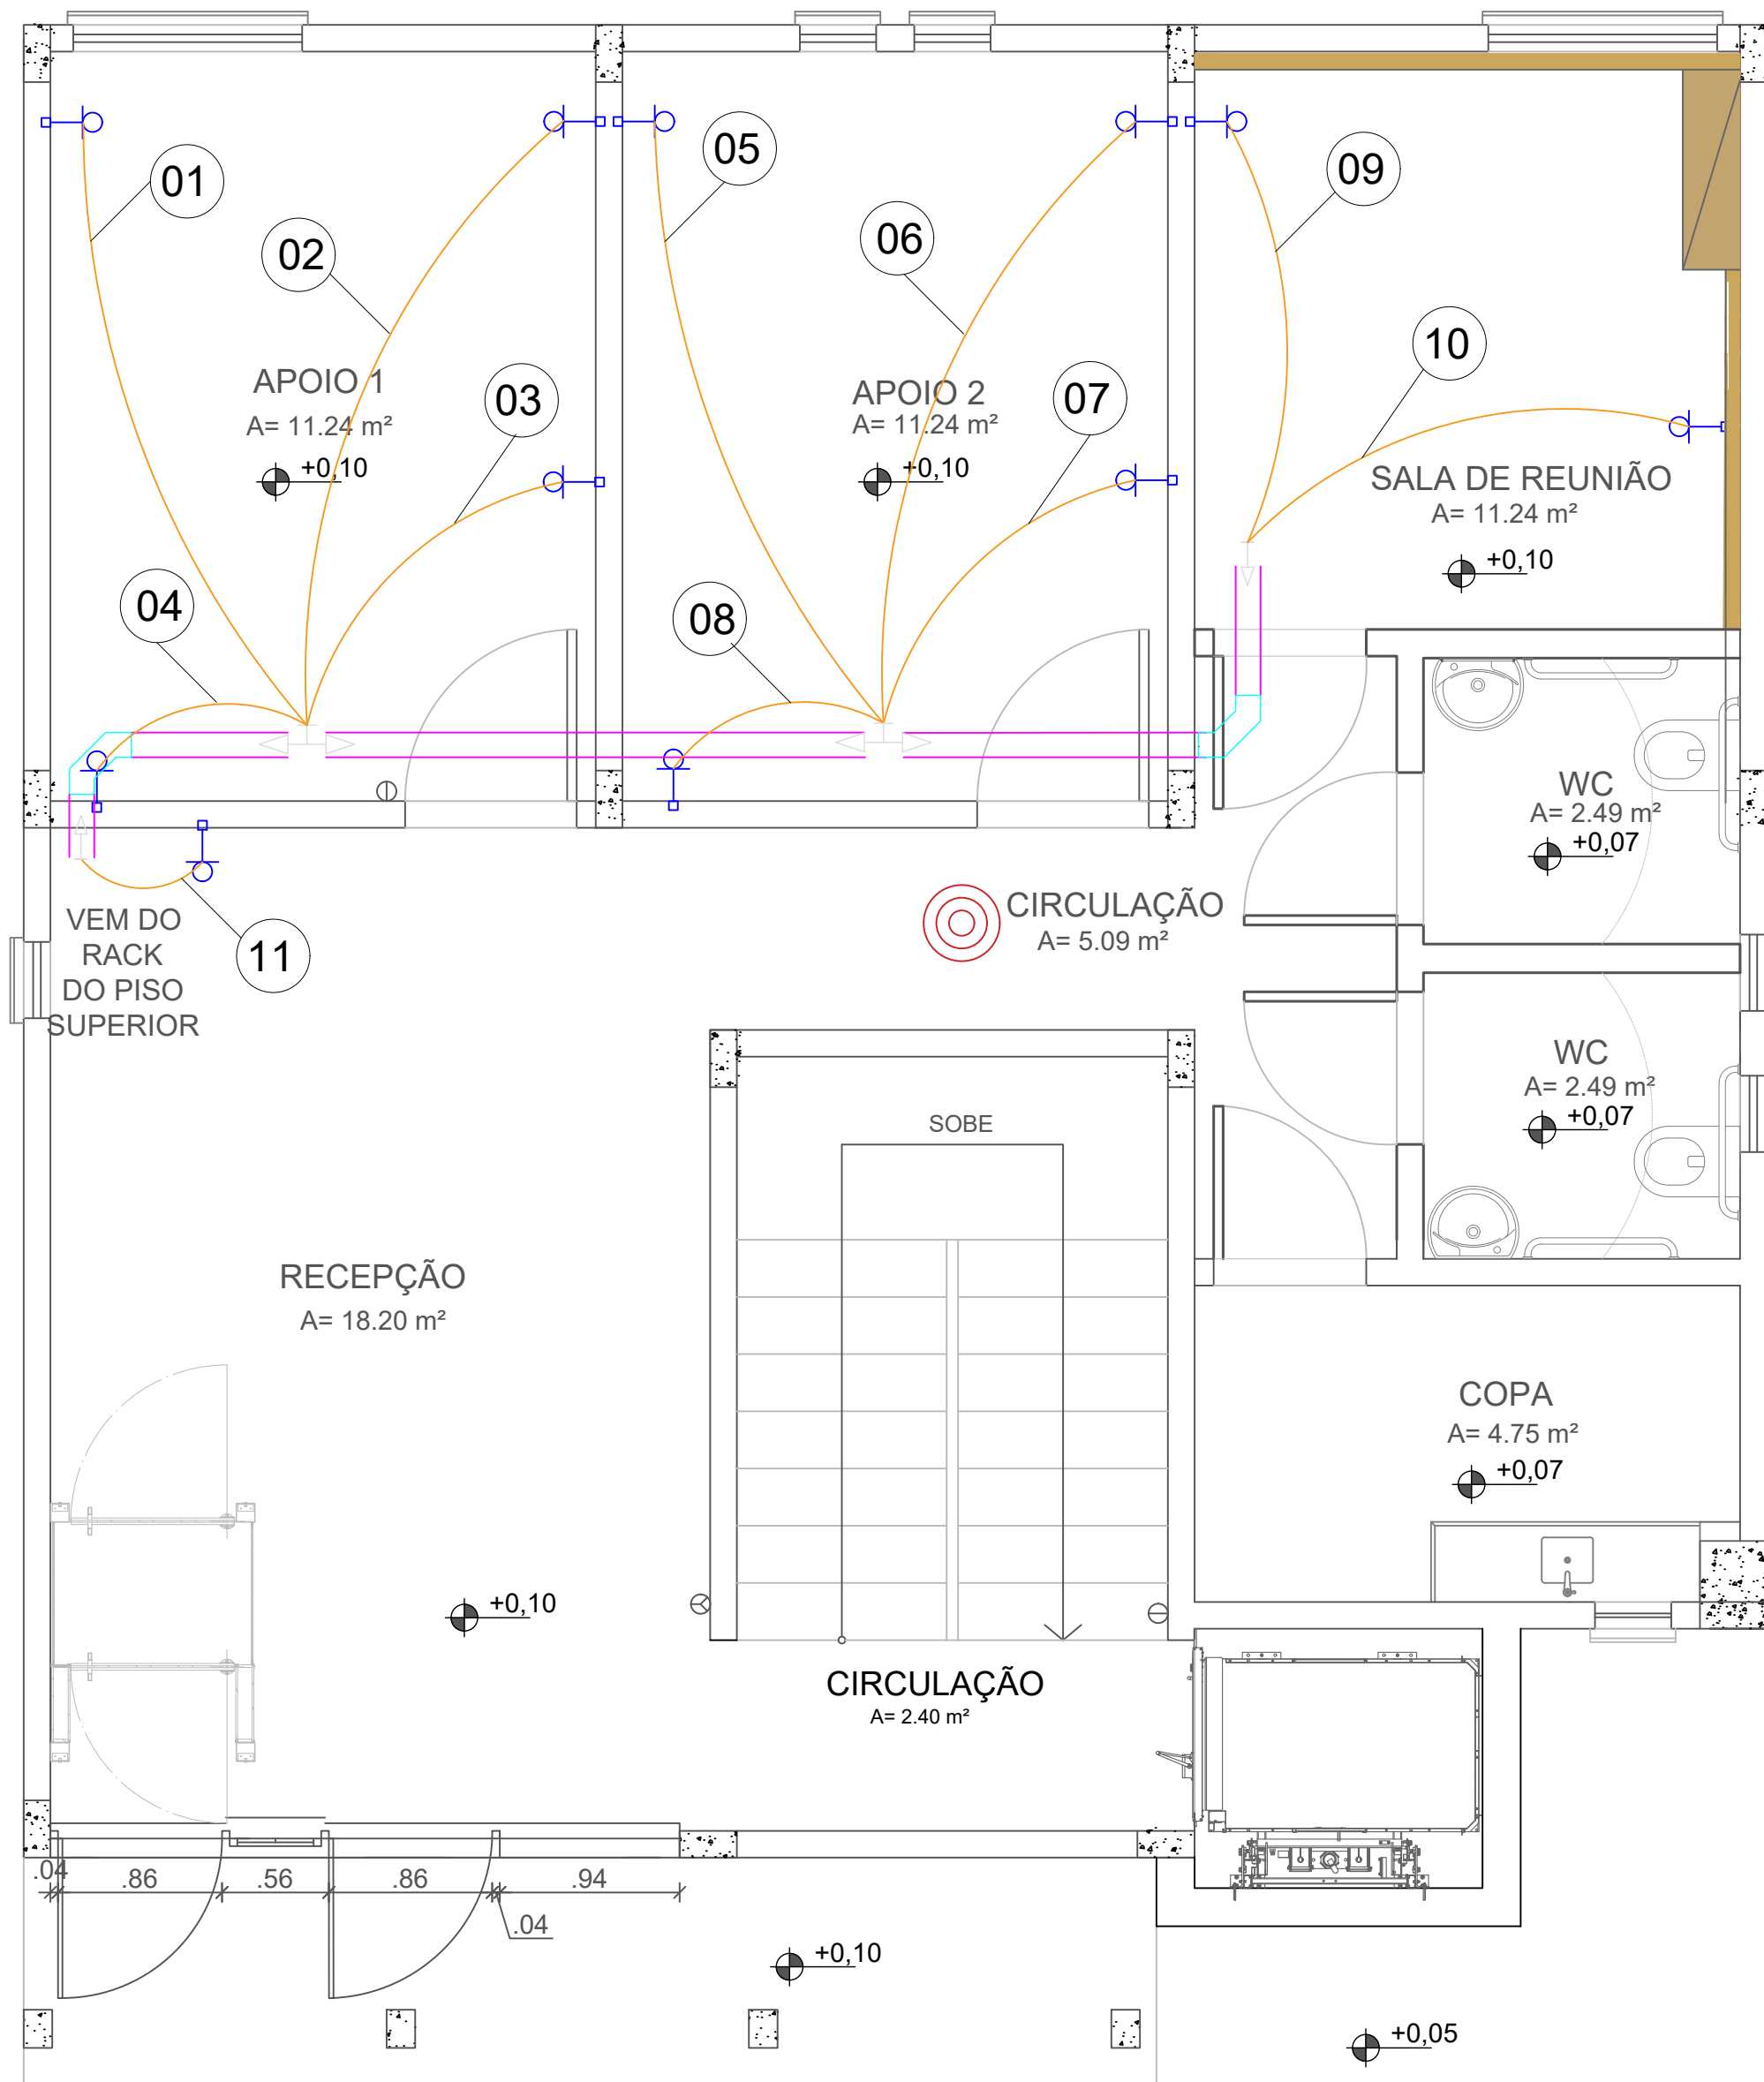 05
01
09
06
02
10
APOIO 1
A= 11.24 m²
+0,10
03
APOIO 2
A= 11.24 m²
+0,10
07
SALA DE REUNIÃO
A= 11.24 m²
+0,10
04
08
WC
A= 2.49 m²
+0,07
CIRCULAÇÃO
A= 5.09 m²
VEM DO
RACK
DO PISO
SUPERIOR
11
WC
A= 2.49 m²
+0,07
SOBE
RECEPÇÃO
A= 18.20 m²
COPA
A= 4.75 m²
+0,07
+0,10
CIRCULAÇÃO
A= 2.40 m²
.04
.86
.56
.86
.94
.04
+0,10
+0,05